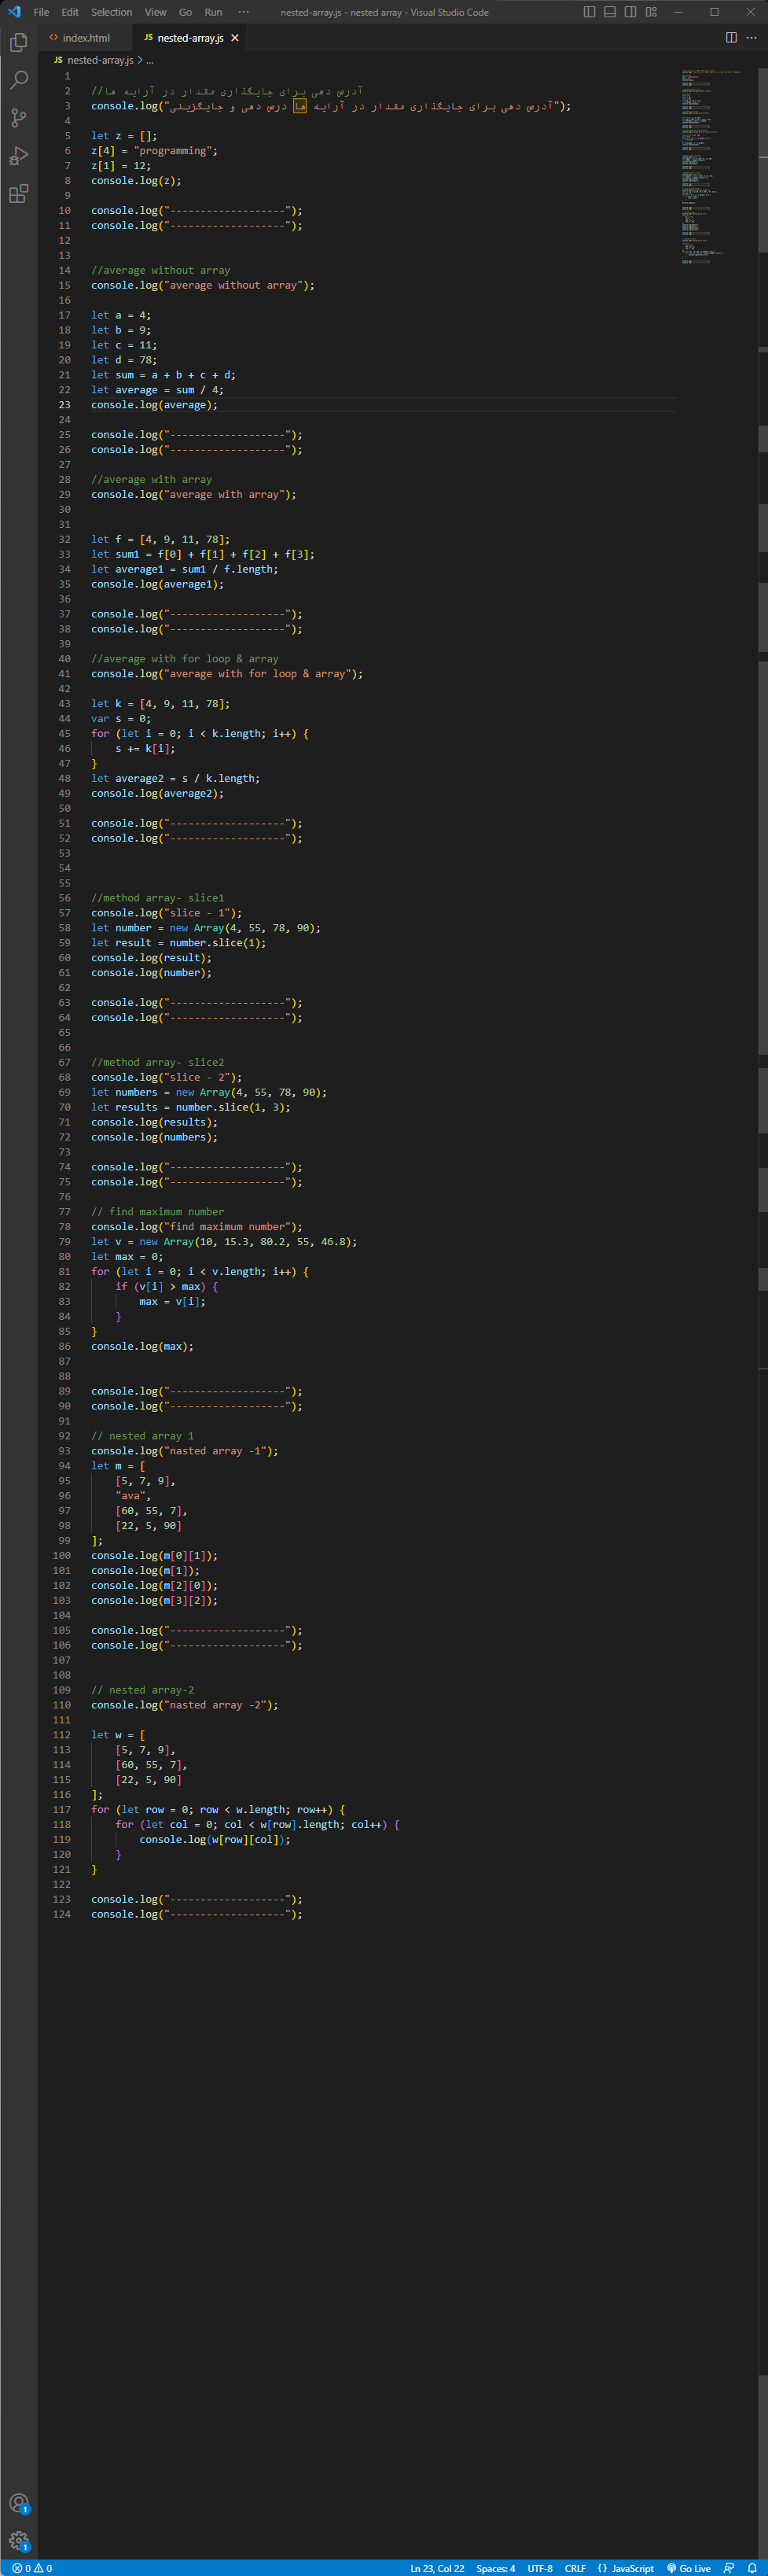 File Edit Selection View Go Run ··· nested-array.js - nested array - Visual Studio Code
index.html JS nested-array.js
JS nested-array.js > ...
1
2 //آدرس دهی برای جایگذاری مقدار در آرایه ها
3 console.log("آدرس دهی برای جایگذاری مقدار در آرایه ها درس دهی و جایگزینی");
4
5 let z = [];
6 z[4] = "programming";
7 z[1] = 12;
8 console.log(z);
9
10 console.log("-------------------");
11 console.log("-------------------");
12
13
14 //average without array
15 console.log("average without array");
16
17 let a = 4;
18 let b = 9;
19 let c = 11;
20 let d = 78;
21 let sum = a + b + c + d;
22 let average = sum / 4;
23 console.log(average);
24
25 console.log("-------------------");
26 console.log("-------------------");
27
28 //average with array
29 console.log("average with array");
30
31
32 let f = [4, 9, 11, 78];
33 let sum1 = f[0] + f[1] + f[2] + f[3];
34 let average1 = sum1 / f.length;
35 console.log(average1);
36
37 console.log("-------------------");
38 console.log("-------------------");
39
40 //average with for loop & array
41 console.log("average with for loop & array");
42
43 let k = [4, 9, 11, 78];
44 var s = 0;
45 for (let i = 0; i < k.length; i++) {
46 s += k[i];
47 }
48 let average2 = s / k.length;
49 console.log(average2);
50
51 console.log("-------------------");
52 console.log("-------------------");
53
54
55
56 //method array- slice1
57 console.log("slice - 1");
58 let number = new Array(4, 55, 78, 90);
59 let result = number.slice(1);
60 console.log(result);
61 console.log(number);
62
63 console.log("-------------------");
64 console.log("-------------------");
65
66
67 //method array- slice2
68 console.log("slice - 2");
69 let numbers = new Array(4, 55, 78, 90);
70 let results = number.slice(1, 3);
71 console.log(results);
72 console.log(numbers);
73
74 console.log("-------------------");
75 console.log("-------------------");
76
77 // find maximum number
78 console.log("find maximum number");
79 let v = new Array(10, 15.3, 80.2, 55, 46.8);
80 let max = 0;
81 for (let i = 0; i < v.length; i++) {
82 if (v[i] > max) {
83 max = v[i];
84 }
85 }
86 console.log(max);
87
88
89 console.log("-------------------");
90 console.log("-------------------");
91
92 // nested array 1
93 console.log("nasted array -1");
94 let m = [
95 [5, 7, 9],
96 "ava",
97 [60, 55, 7],
98 [22, 5, 90]
99 ];
100 console.log(m[0][1]);
101 console.log(m[1]);
102 console.log(m[2][0]);
103 console.log(m[3][2]);
104
105 console.log("-------------------");
106 console.log("-------------------");
107
108
109 // nested array-2
110 console.log("nasted array -2");
111
112 let w = [
113 [5, 7, 9],
114 [60, 55, 7],
115 [22, 5, 90]
116 ];
117 for (let row = 0; row < w.length; row++) {
118 for (let col = 0; col < w[row].length; col++) {
119 console.log(w[row][col]);
120 }
121 }
122
123 console.log("-------------------");
124 console.log("-------------------");
1
1
0 0 Ln 23, Col 22 Spaces: 4 UTF-8 CRLF {} JavaScript Go Live